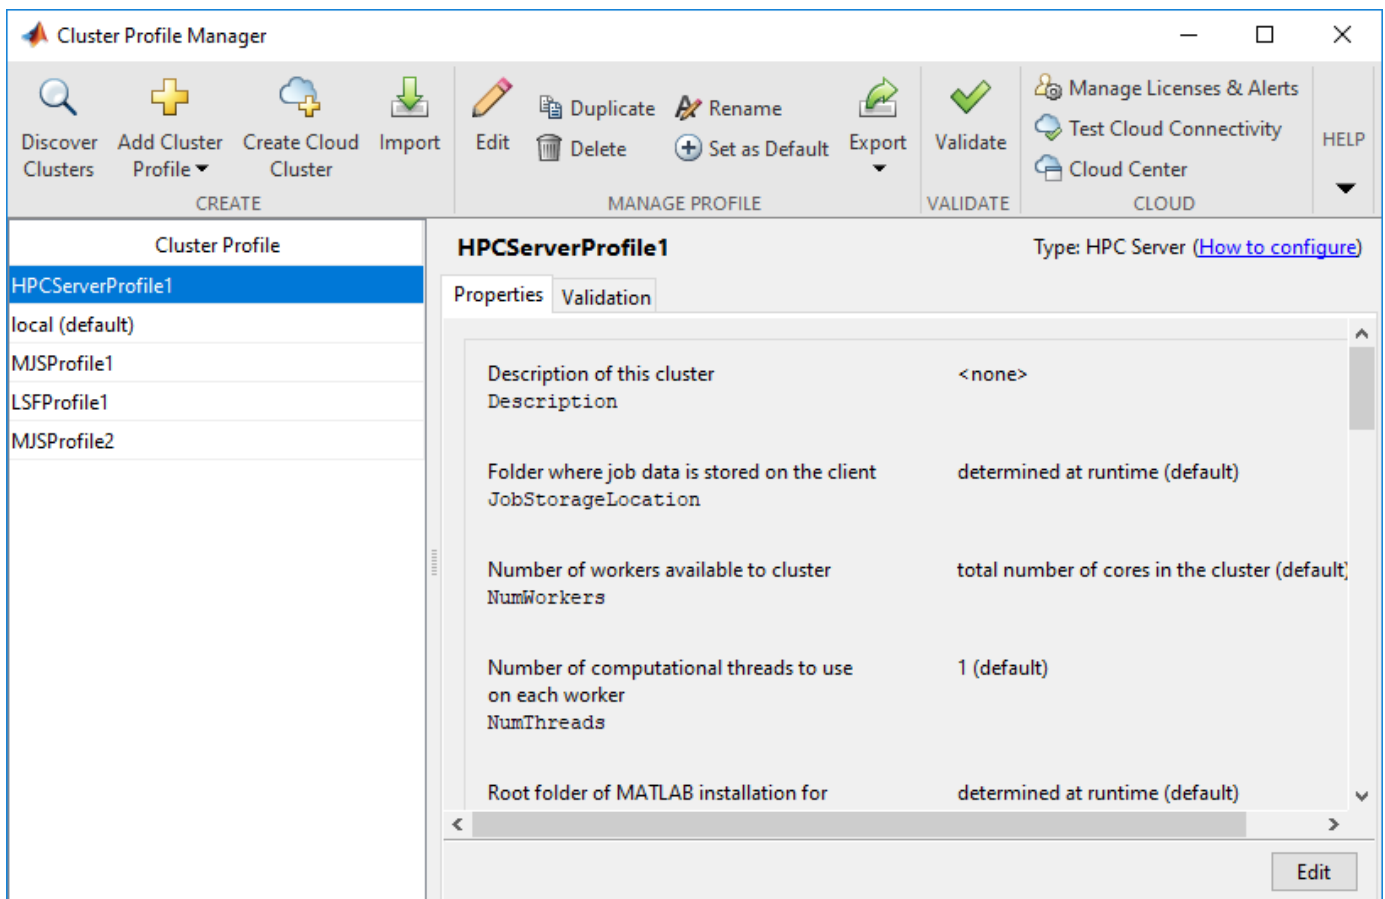 Cluster Profile Manager
Discover Clusters
Add Cluster Profile
Create Cloud Cluster
Import
CREATE
Edit
Duplicate
Delete
Rename
Set as Default
Export
MANAGE PROFILE
Validate
VALIDATE
Manage Licenses & Alerts
Test Cloud Connectivity
Cloud Center
CLOUD
HELP
Cluster Profile
HPCServerProfile1
local (default)
MJSProfile1
LSFProfile1
MJSProfile2
HPCServerProfile1
Type: HPC Server (How to configure)
Properties
Validation
Description of this cluster
<none>
Description
Folder where job data is stored on the client
determined at runtime (default)
JobStorageLocation
Number of workers available to cluster
total number of cores in the cluster (default)
NumWorkers
Number of computational threads to use
1 (default)
on each worker
NumThreads
Root folder of MATLAB installation for
determined at runtime (default)
Edit